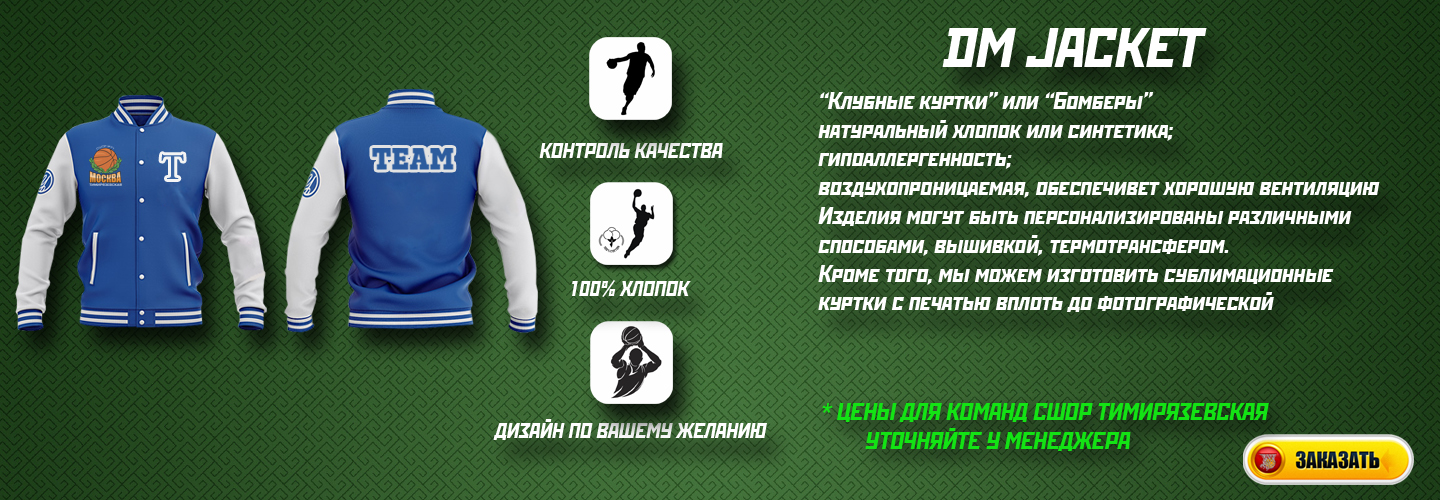 DM JACKET
“Клубные куртки” или “Бомберы”
натуральный хлопок или синтетика;
гипоаллергенность;
воздухопроницаемая, обеспечивет хорошую вентиляцию
Изделия могут быть персонализированы различными
способами, вышивкой, термотрансфером.
Кроме того, мы можем изготовить сублимационные
куртки с печатью вплоть до фотографической
КОНТРОЛЬ КАЧЕСТВА
100% ХЛОПОК
ДИЗАЙН ПО ВАШЕМУ ЖЕЛАНИЮ
МОСКВА
ТИМИРЯЗЕВСКАЯ
T
TEAM
* ЦЕНЫ ДЛЯ КОМАНД СШОР ТИМИРЯЗЕВСКАЯ
УТОЧНЯЙТЕ У МЕНЕДЖЕРА
ЗАКАЗАТЬ